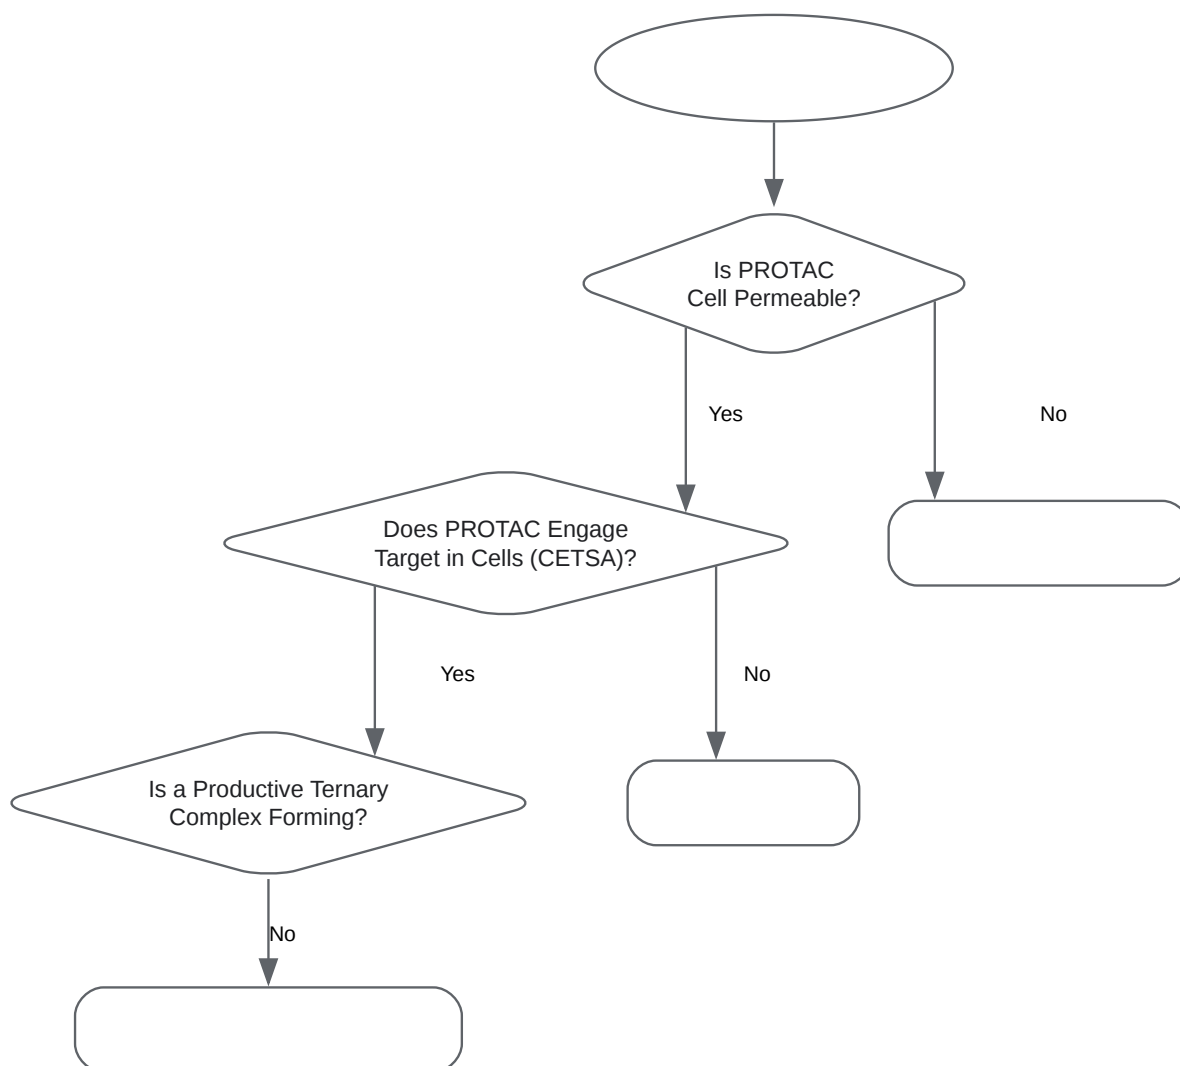 Is PROTAC
Cell Permeable?
Yes
No
Does PROTAC Engage
Target in Cells (CETSA)?
Yes
No
Is a Productive Ternary
Complex Forming?
No